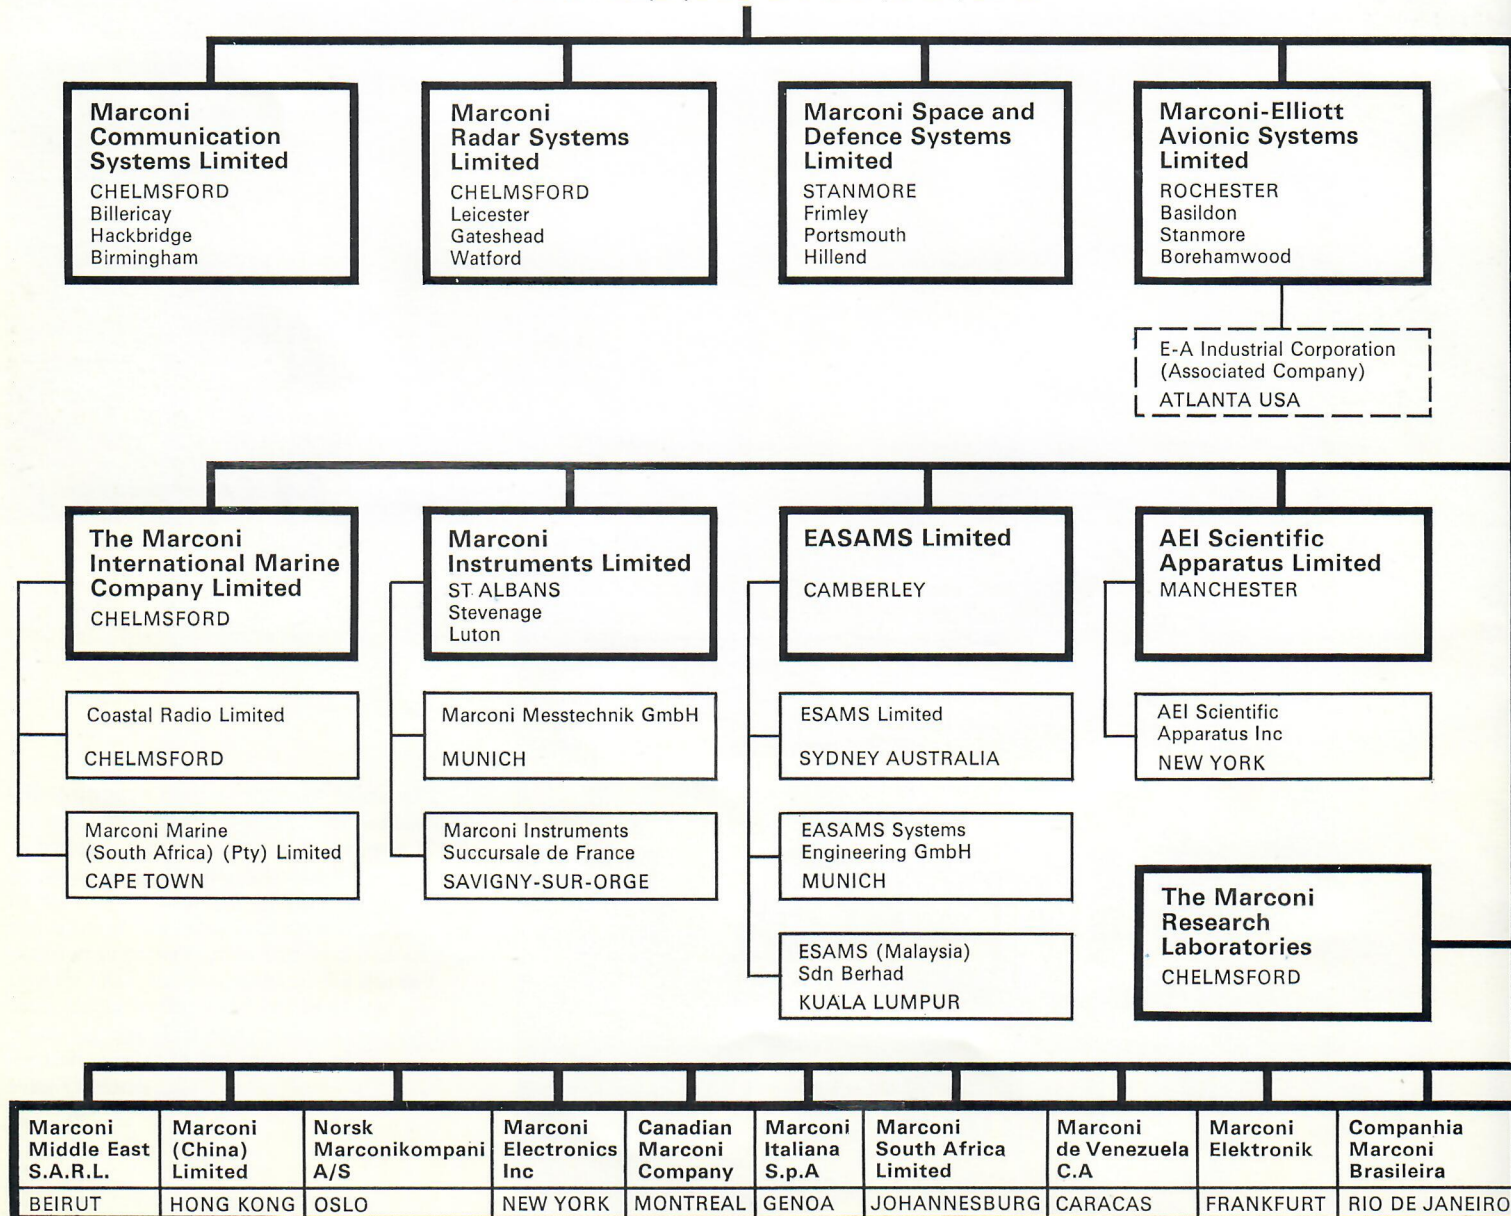 Marconi
Communication
Systems Limited
CHELMSFORD
Billericay
Hackbridge
Birmingham
Marconi
Radar Systems
Limited
CHELMSFORD
Leicester
Gateshead
Watford
Marconi Space and
Defence Systems
Limited
STANMORE
Frimley
Portsmouth
Hillend
Marconi-Elliott
Avionic Systems
Limited
ROCHESTER
Basildon
Stanmore
Borehamwood
E-A Industrial Corporation
(Associated Company)
ATLANTA USA
The Marconi
International Marine
Company Limited
CHELMSFORD
Coastal Radio Limited
CHELMSFORD
Marconi Marine
(South Africa) (Pty) Limited
CAPE TOWN
Marconi
Instruments Limited
ST ALBANS
Stevenage
Luton
Marconi Messtechnik GmbH
MUNICH
Marconi Instruments
Succursale de France
SAVIGNY-SUR-ORGE
EASAMS Limited
CAMBERLEY
ESAMS Limited
SYDNEY AUSTRALIA
EASAMS Systems
Engineering GmbH
MUNICH
ESAMS (Malaysia)
Sdn Berhad
KUALA LUMPUR
AEI Scientific
Apparatus Limited
MANCHESTER
AEI Scientific
Apparatus Inc
NEW YORK
The Marconi
Research
Laboratories
CHELMSFORD
Marconi
Middle East
S.A.R.L.
BEIRUT
Marconi
(China)
Limited
HONG KONG
Norsk
Marconikompani
A/S
OSLO
Marconi
Electronics
Inc
NEW YORK
Canadian
Marconi
Company
MONTREAL
Marconi
Italiana
S.p.A
GENOA
Marconi
South Africa
Limited
JOHANNESBURG
Marconi
de Venezuela
C.A
CARACAS
Marconi
Elektronik
FRANKFURT
Companhia
Marconi
Brasileira
RIO DE JANEIRO